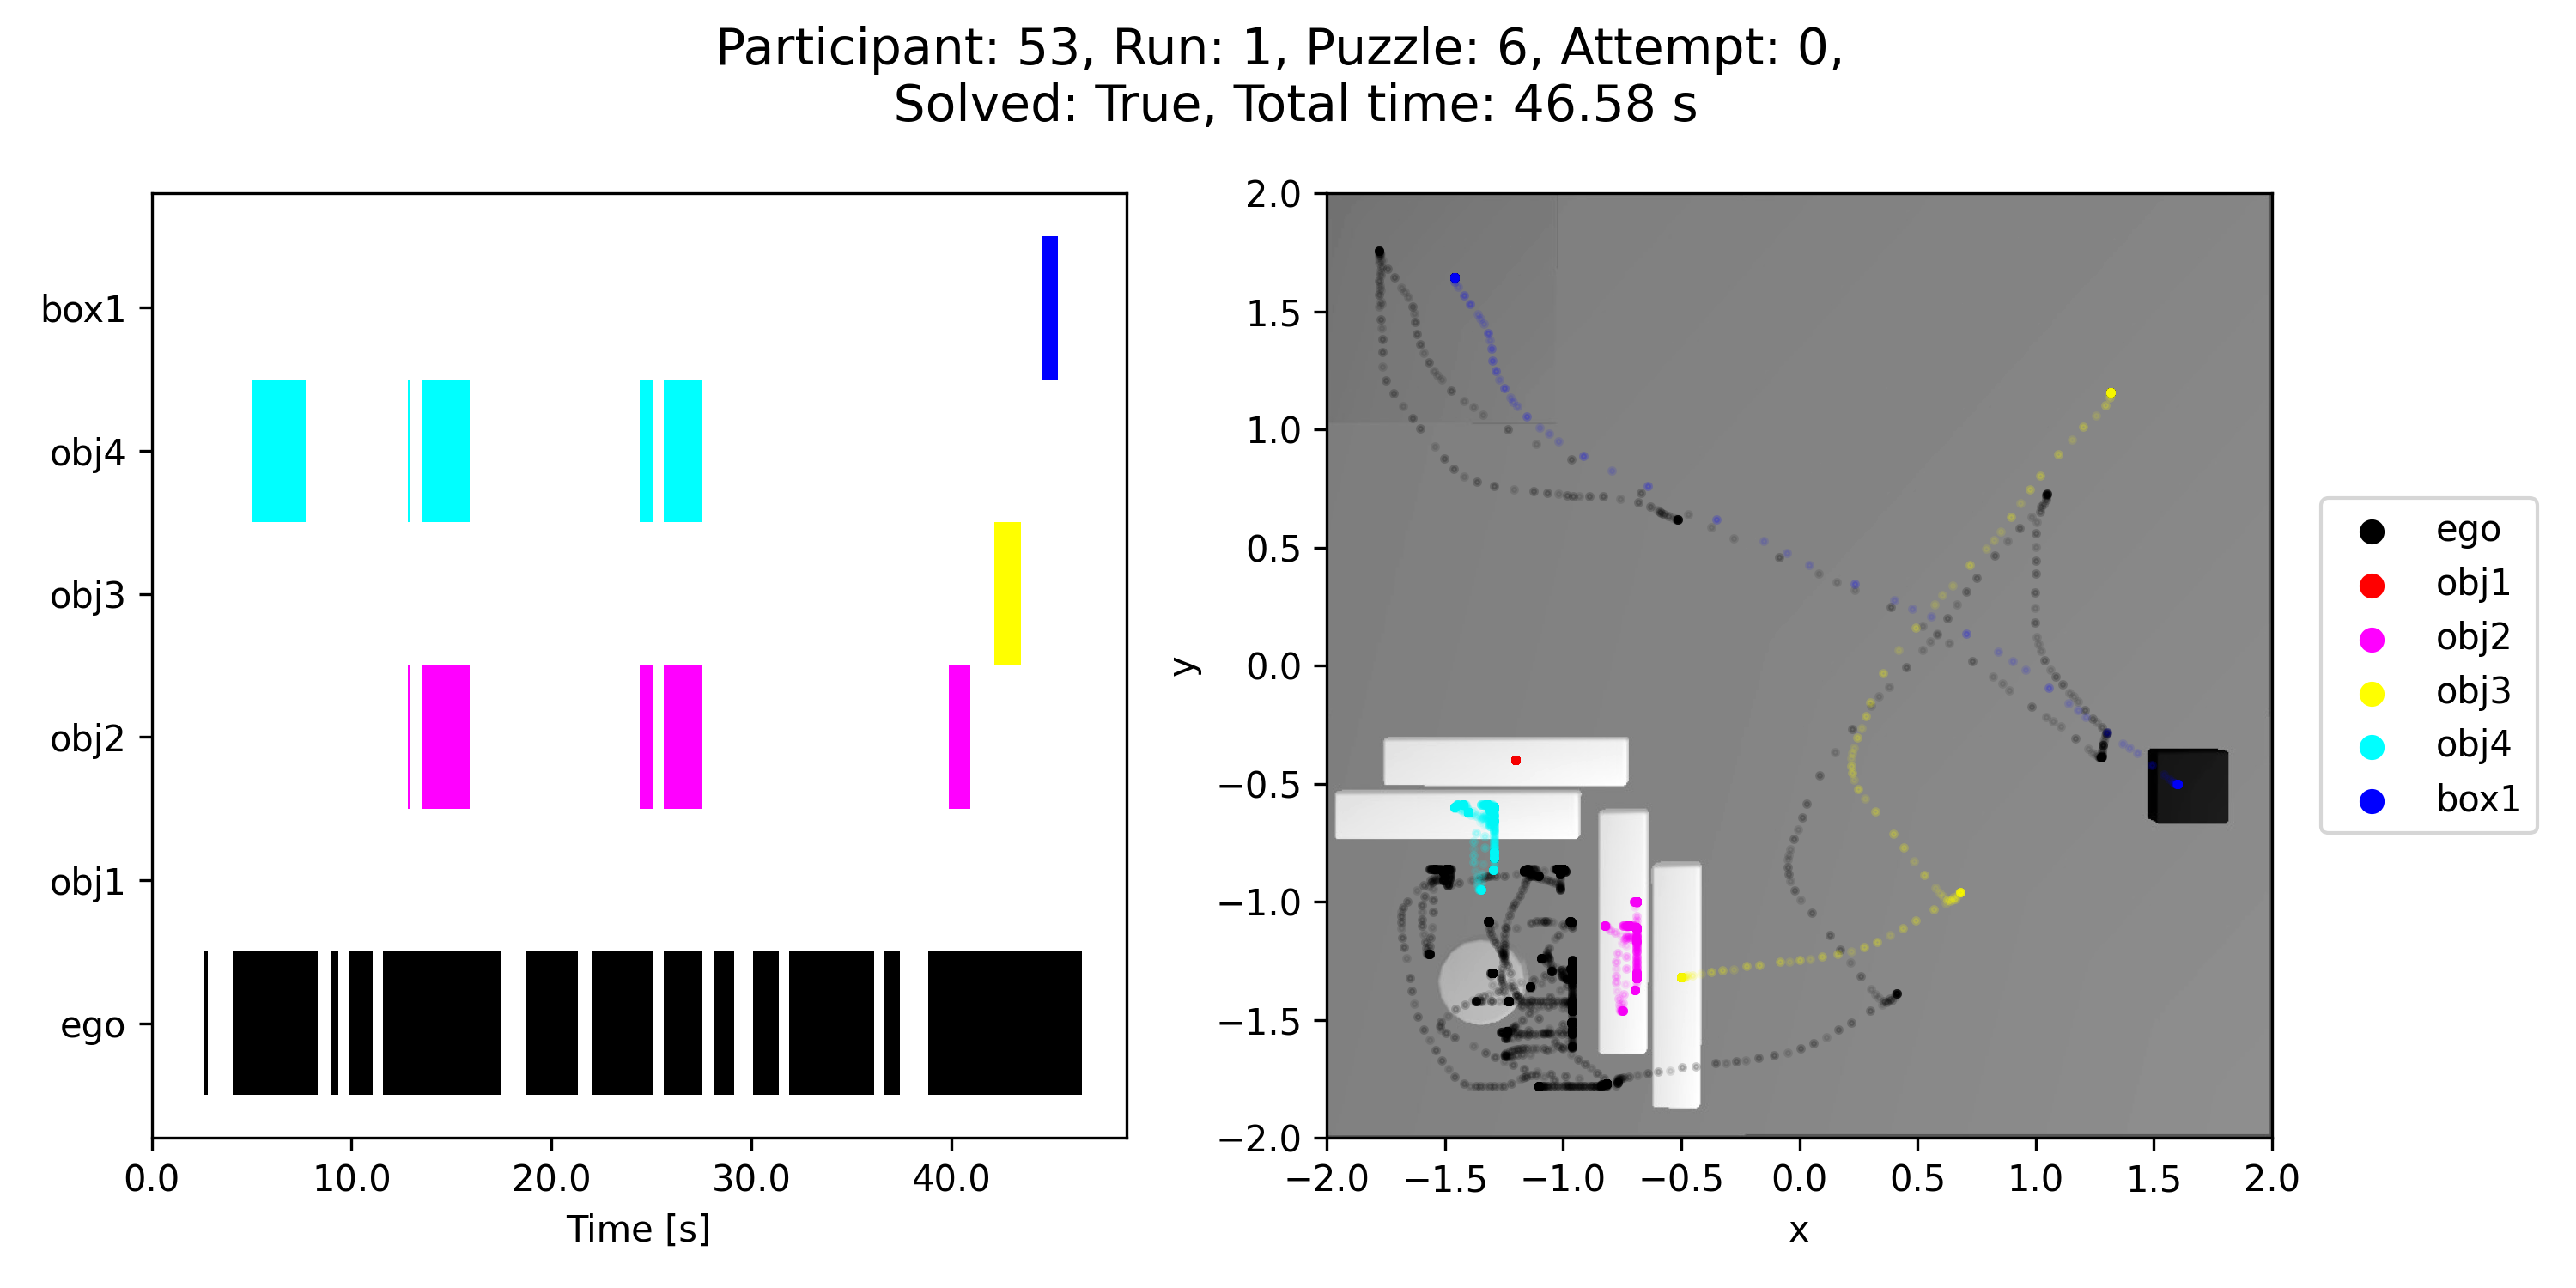 Participant: 53, Run: 1, Puzzle: 6, Attempt: 0,
Solved: True, Total time: 46.58 s
box1
obj4
obj3
obj2
obj1
ego
0.0 10.0 20.0 30.0 40.0
Time [s]
2.0
1.5
1.0
0.5
0.0
−0.5
−1.0
−1.5
−2.0
y
−2.0 −1.5 −1.0 −0.5 0.0 0.5 1.0 1.5 2.0
x
ego
obj1
obj2
obj3
obj4
box1